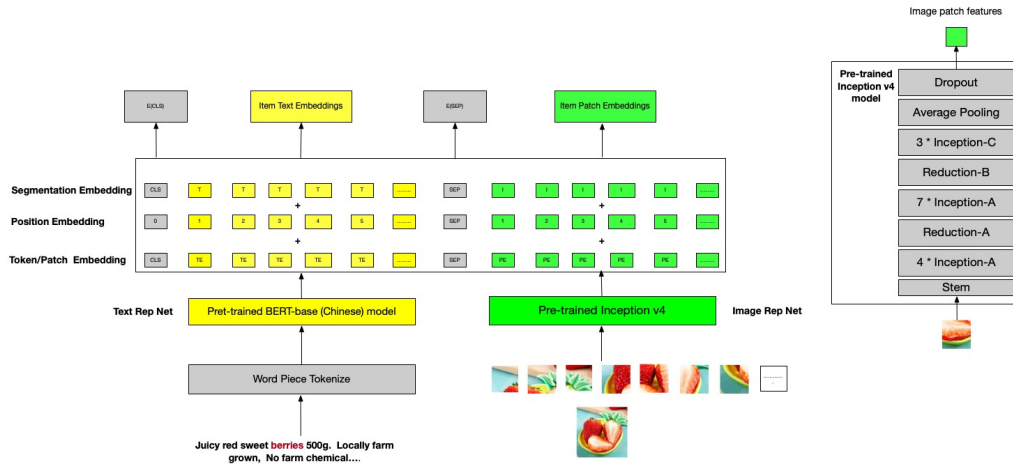 Image patch features
Pre-trained
Inception v4
model
Dropout
Average Pooling
3 * Inception-C
Reduction-B
7 * Inception-A
Reduction-A
4 * Inception-A
Stem
E(CLS)
Item Text Embeddings
E(SEP)
Item Patch Embeddings
Segmentation Embedding
CLS T T T T T ........ SEP I I I I I ........
+ +
Position Embedding
0 1 2 3 4 5 ........ SEP 1 2 3 4 5 ........
+ +
Token/Patch Embedding
CLS TE TE TE TE TE ........ SEP PE PE PE PE PE ........
Text Rep Net
Pret-trained BERT-base (Chinese) model
Pre-trained Inception v4
Image Rep Net
Word Piece Tokenize
Juicy red sweet berries 500g. Locally farm
grown, No farm chemical....